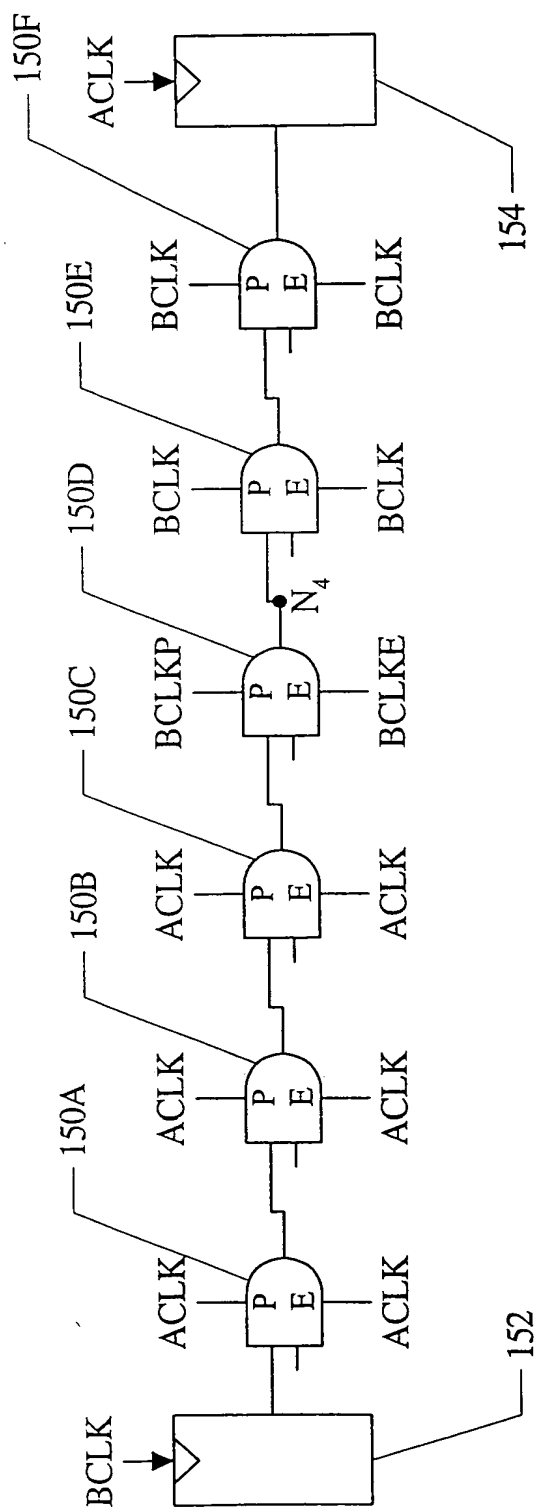 150A
150B
150C
150D
150E
150F
BCLK
ACLK
ACLK
ACLK
BCLKP
BCLK
BCLK
ACLK
P
P
P
P
P
P
E
E
E
E
E
E
N₄
ACLK
ACLK
ACLK
BCLKE
BCLK
BCLK
152
154